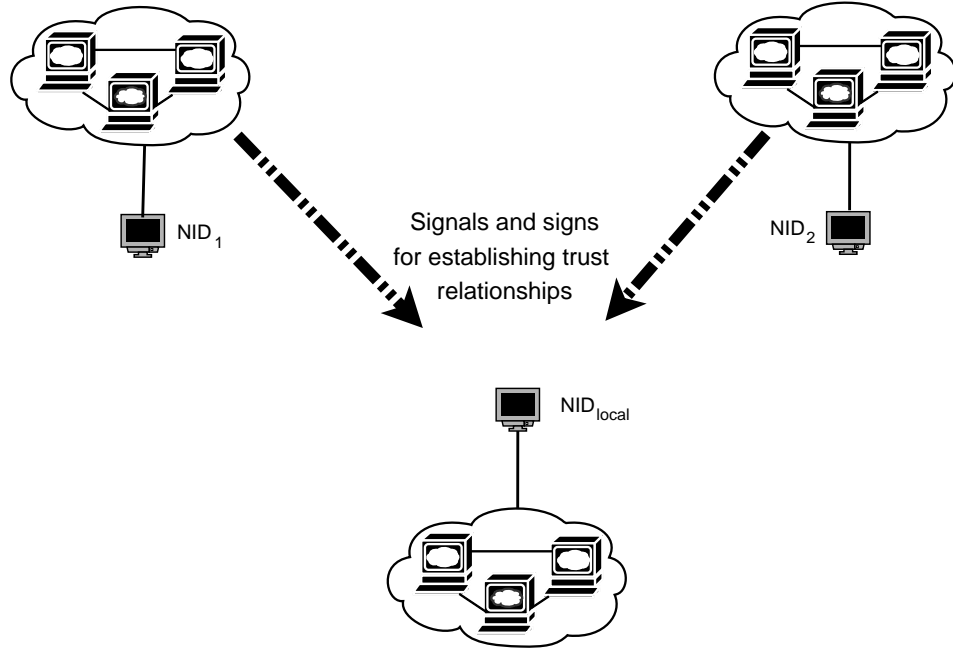 Signals and signs
for establishing trust
relationships
NID1
NID2
NIDlocal